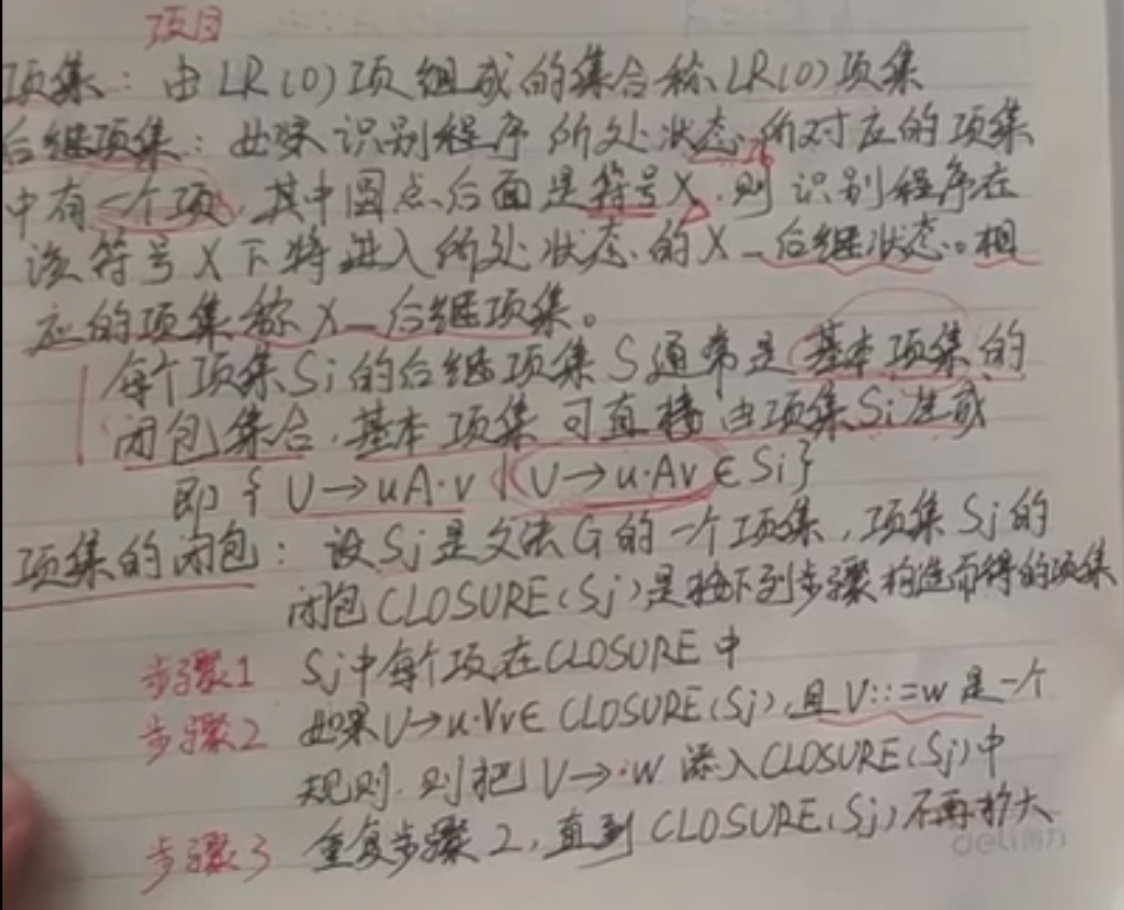 项目
项集：由LR(0)项组成的集合称LR(0)项集
后继项集：如果识别程序所处状态所对应的项集
中有一个项，其中圆点后面是符号X，则识别程序在
该符号X下将进入所处状态的X_后继状态。相
应的项集称X_后继项集。
每个项集Si的后继项集S通常是基本项集的
闭包集合，基本项集可直接由项集Si生成
即{U→uA·v|U→u·Av∈Si}
项集的闭包：设Sj是文法G的一个项集，项集Sj的
闭包CLOSURE(Sj)是按下列步骤构造而得的项集
步骤1 Sj中每个项在CLOSURE中
步骤2 如果U→u·Vv∈CLOSURE(Sj)，且V::=w是一个
规则，则把V→·w添入CLOSURE(Sj)中
步骤3 重复步骤2，直到CLOSURE(Sj)不再扩大
deli得力